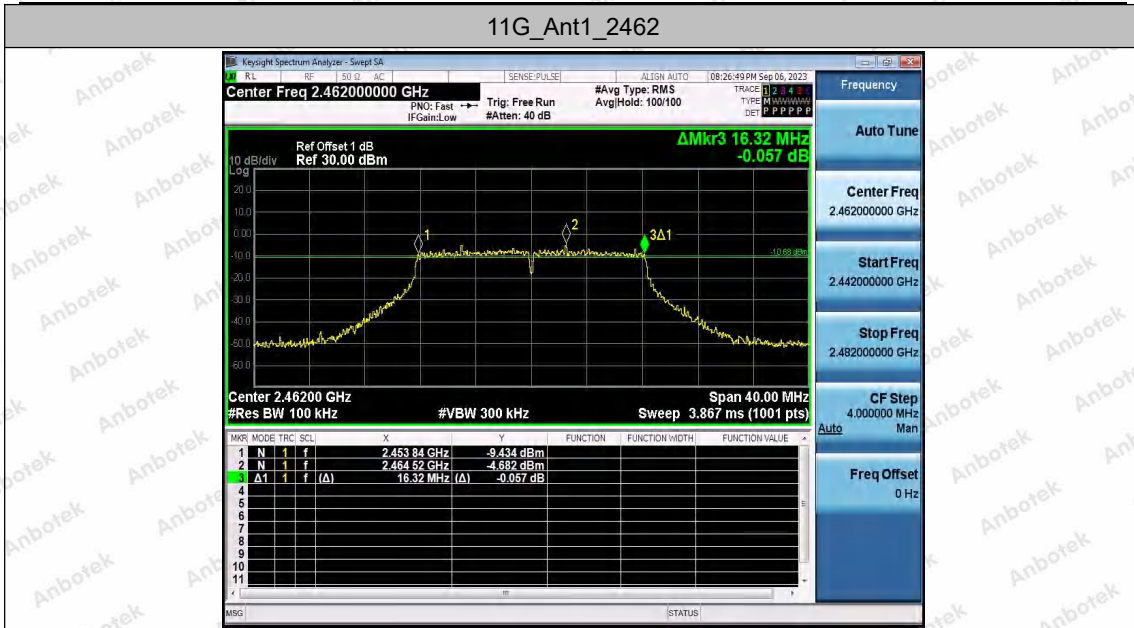 11G_Ant1_2462
Keysight Spectrum Analyzer - Swept SA
RL RF 50 Ω AC SENSE:PULSE ALIGN AUTO 08:26:49 PM Sep 06, 2023
Center Freq 2.462000000 GHz
#Avg Type: RMS
TRACE 1 2 3 4 5 6
PNO: Fast
Trig: Free Run
Avg|Hold: 100/100
TYPE M WWWWW
IFGain:Low
#Atten: 40 dB
DET P P P P P P
ΔMkr3 16.32 MHz
-0.057 dB
Ref Offset 1 dB
10 dB/div Ref 30.00 dBm
Log
20.0
10.0
0.00
-10.0
-20.0
-30.0
-40.0
-50.0
-60.0
1
2
3Δ1
-10.68 dBm
Center 2.46200 GHz Span 40.00 MHz
#Res BW 100 kHz #VBW 300 kHz Sweep 3.867 ms (1001 pts)
MKR MODE TRC SCL X Y FUNCTION FUNCTION WIDTH FUNCTION VALUE
1 N 1 f 2.453 84 GHz -9.434 dBm
2 N 1 f 2.464 52 GHz -4.682 dBm
3 Δ1 1 f (Δ) 16.32 MHz (Δ) -0.057 dB
4
5
6
7
8
9
10
11
MSG STATUS
Frequency
Auto Tune
Center Freq
2.462000000 GHz
Start Freq
2.442000000 GHz
Stop Freq
2.482000000 GHz
CF Step
4.000000 MHz
Auto Man
Freq Offset
0 Hz
Anbotek